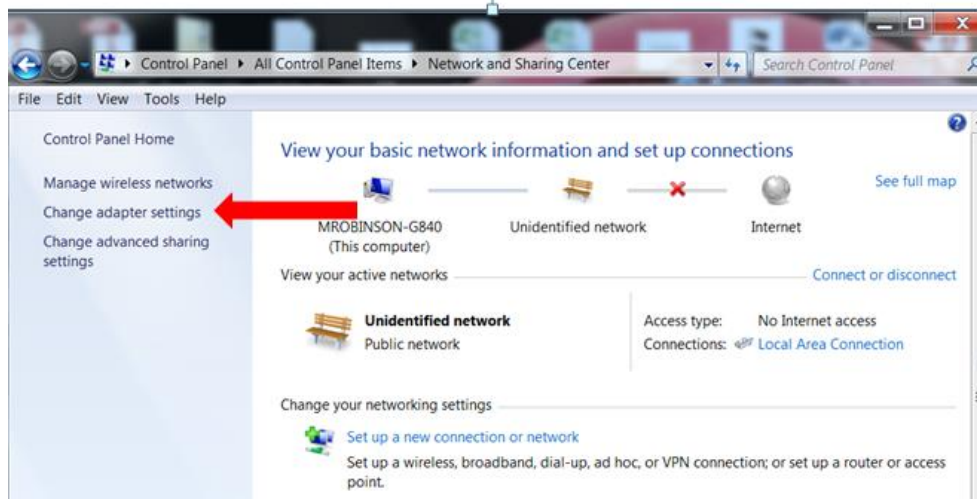 Control Panel ▸ All Control Panel Items ▸ Network and Sharing Center
Search Control Panel
File Edit View Tools Help
Control Panel Home
Manage wireless networks
Change adapter settings
Change advanced sharing
settings
View your basic network information and set up connections
See full map
MROBINSON-G840
(This computer)
Unidentified network
Internet
View your active networks
Connect or disconnect
Unidentified network
Public network
Access type: No Internet access
Connections: Local Area Connection
Change your networking settings
Set up a new connection or network
Set up a wireless, broadband, dial-up, ad hoc, or VPN connection; or set up a router or access
point.